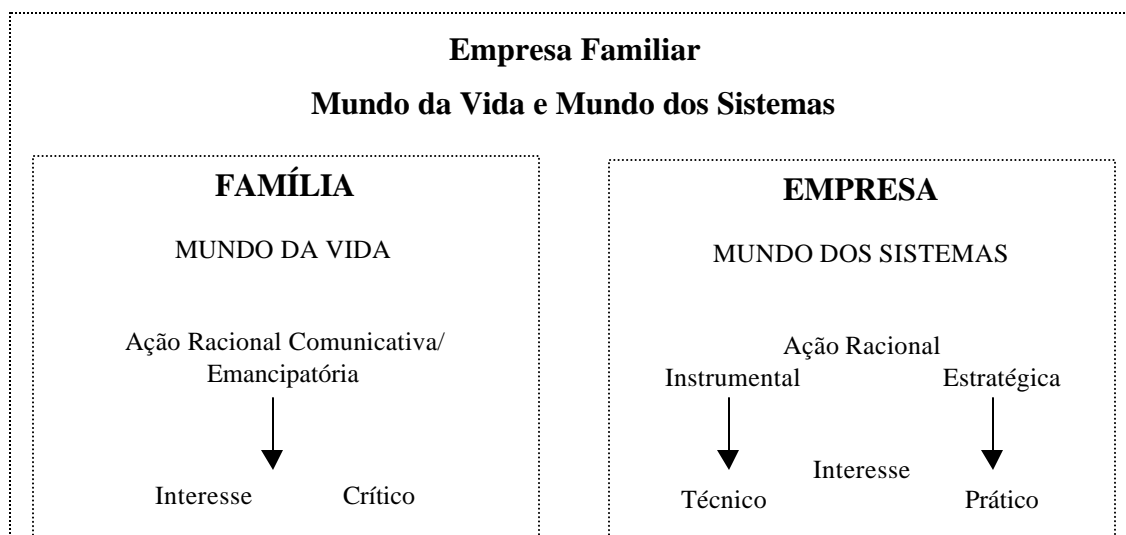 Empresa Familiar
Mundo da Vida e Mundo dos Sistemas
FAMÍLIA
MUNDO DA VIDA
Ação Racional Comunicativa/
Emancipatória
Interesse Crítico
EMPRESA
MUNDO DOS SISTEMAS
Ação Racional
Instrumental Estratégica
Interesse
Técnico Prático